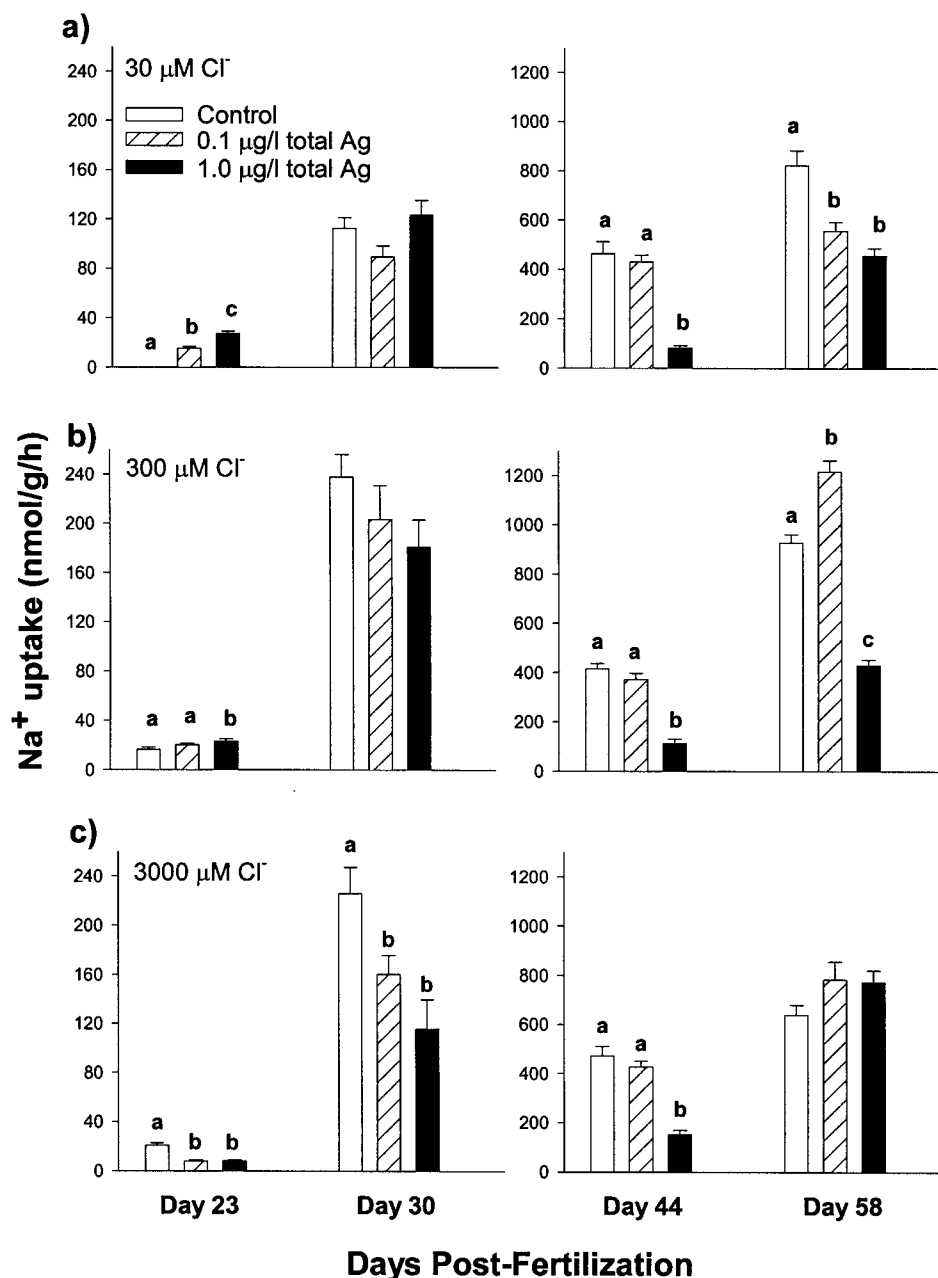 a)
30 µM Cl⁻
Control
0.1 µg/l total Ag
1.0 µg/l total Ag
240
200
160
120
80
40
0
a b c
1200
1000
800
600
400
200
0
a a b
a b b
b)
300 µM Cl⁻
240
200
160
120
80
40
0
a a b
1200
1000
800
600
400
200
0
a a b
a b c
Na⁺ uptake (nmol/g/h)
c)
3000 µM Cl⁻
240
200
160
120
80
40
0
a b b
a b b
1200
1000
800
600
400
200
0
a a b
Day 23 Day 30 Day 44 Day 58
Days Post-Fertilization